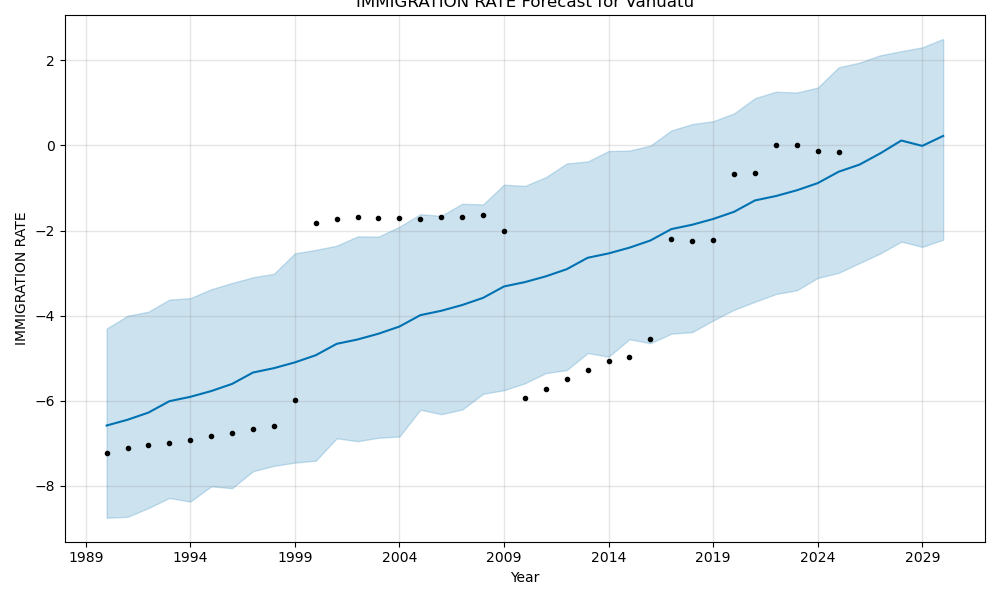 IMMIGRATION RATE Forecast for Vanuatu
2
0
−2
−4
−6
−8
IMMIGRATION RATE
1989 1994 1999 2004 2009 2014 2019 2024 2029
Year